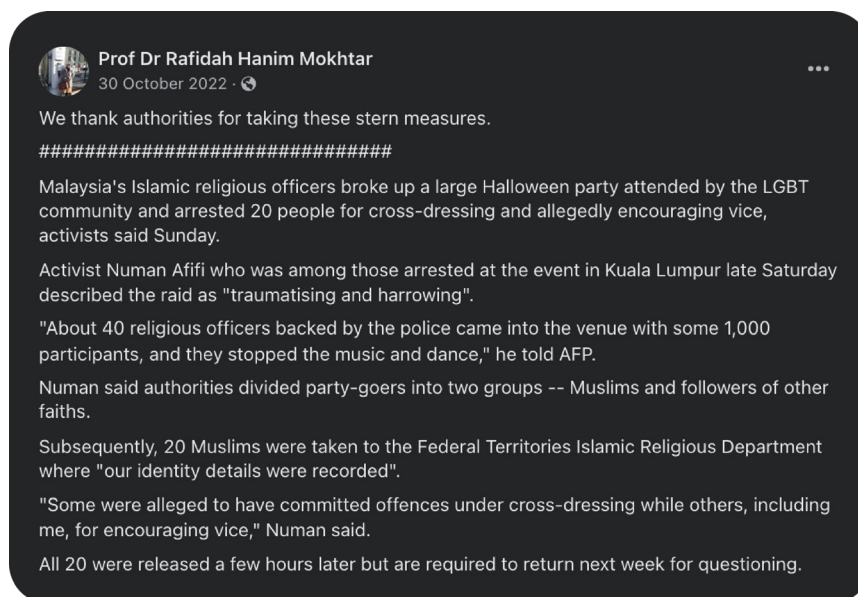 Prof Dr Rafidah Hanim Mokhtar
30 October 2022 ·
We thank authorities for taking these stern measures.
###############################
Malaysia's Islamic religious officers broke up a large Halloween party attended by the LGBT
community and arrested 20 people for cross-dressing and allegedly encouraging vice,
activists said Sunday.
Activist Numan Afifi who was among those arrested at the event in Kuala Lumpur late Saturday
described the raid as "traumatising and harrowing".
"About 40 religious officers backed by the police came into the venue with some 1,000
participants, and they stopped the music and dance," he told AFP.
Numan said authorities divided party-goers into two groups -- Muslims and followers of other
faiths.
Subsequently, 20 Muslims were taken to the Federal Territories Islamic Religious Department
where "our identity details were recorded".
"Some were alleged to have committed offences under cross-dressing while others, including
me, for encouraging vice," Numan said.
All 20 were released a few hours later but are required to return next week for questioning.